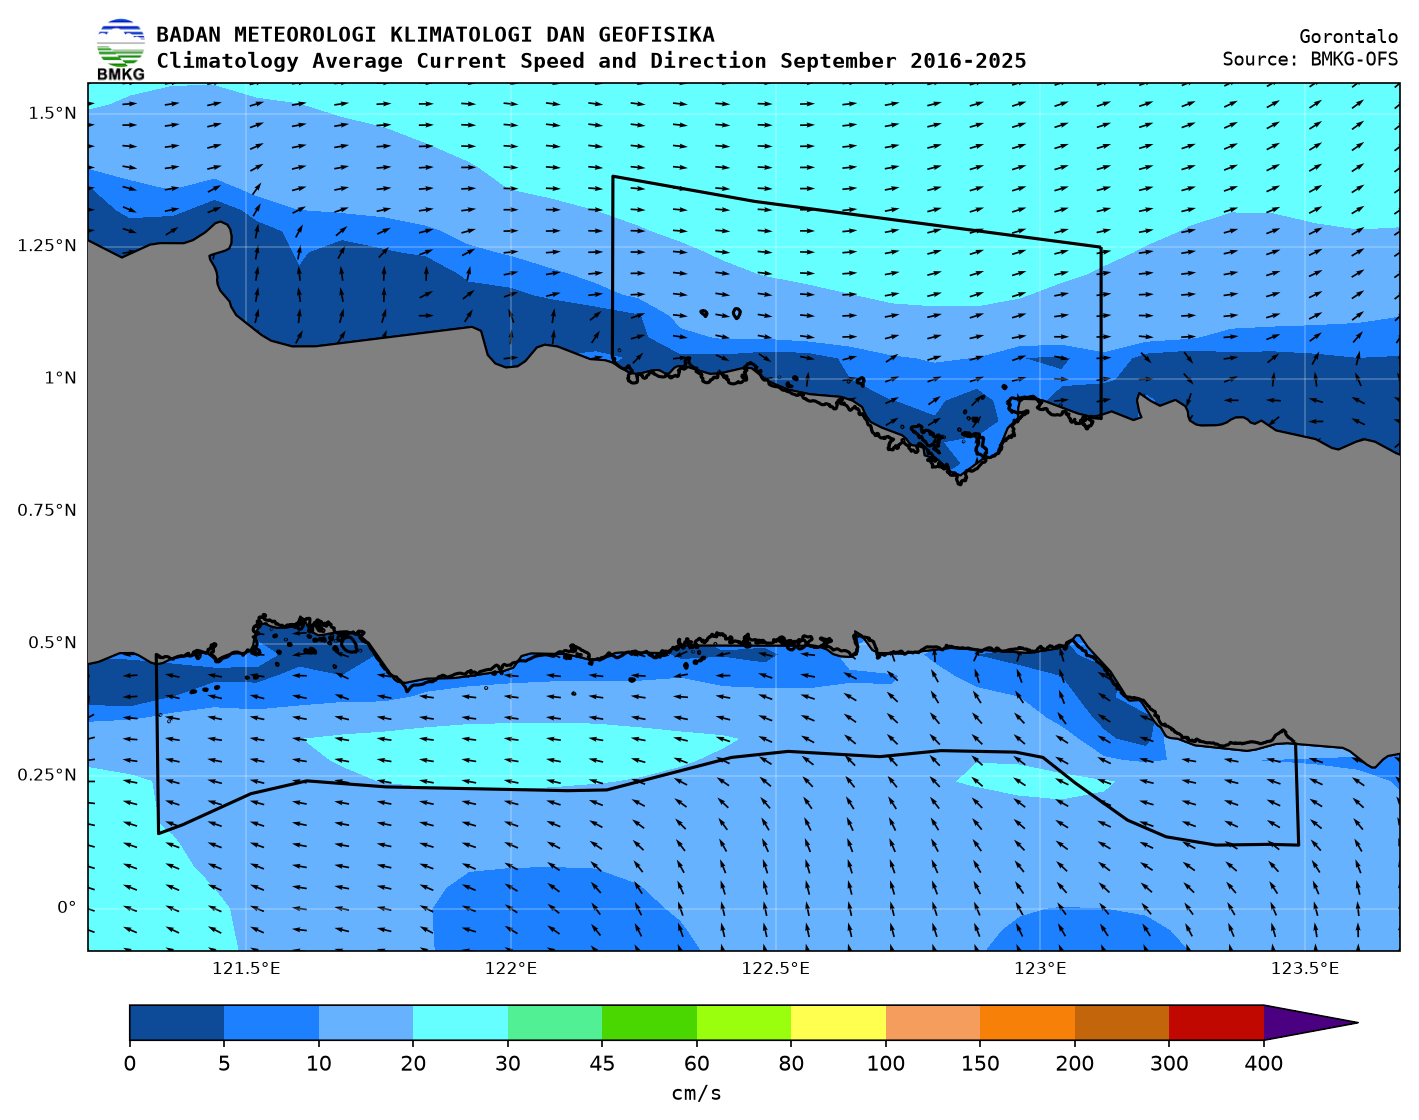 BADAN METEOROLOGI KLIMATOLOGI DAN GEOFISIKA
Climatology Average Current Speed and Direction September 2016-2025
Gorontalo
Source: BMKG-OFS
BMKG
1.5°N
1.25°N
1°N
0.75°N
0.5°N
0.25°N
0°
121.5°E 122°E 122.5°E 123°E 123.5°E
0 5 10 20 30 45 60 80 100 150 200 300 400
cm/s